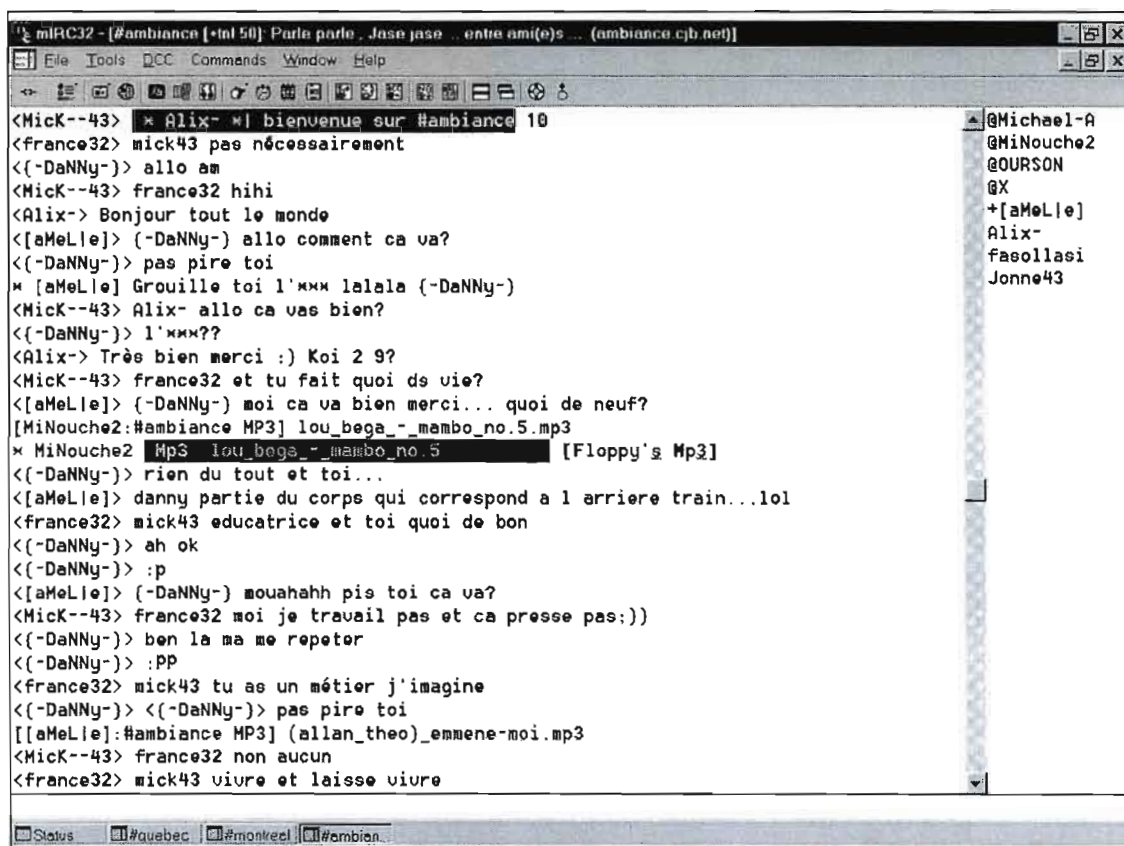 mIRC32 - [#ambiance [+tnl 50]: Parle parle , Jase jase .. entre ami(e)s ... (ambiance.cjb.net)]
File Tools DCC Commands Window Help
<MicK--43> × Alix- ×| bienvenue sur #ambiance 10
<france32> mick43 pas nécessairement
<{-DaNNy-}> allo am
<MicK--43> france32 hihi
<Alix-> Bonjour tout le monde
<[aMeL|e]> {-DaNNy-} allo comment ca va?
<{-DaNNy-}> pas pire toi
* [aMeL|e] Grouille toi l'*** lalala {-DaNNy-}
<MicK--43> Alix- allo ca vas bien?
<{-DaNNy-}> l'***??
<Alix-> Très bien merci :) Koi 2 9?
<MicK--43> france32 et tu fait quoi ds vie?
<[aMeL|e]> {-DaNNy-} moi ca va bien merci... quoi de neuf?
[MiNouche2:#ambiance MP3] lou_bega_-_mambo_no.5.mp3
* MiNouche2 Mp3 lou_bega_-_mambo_no.5 [Floppy's Mp3]
<{-DaNNy-}> rien du tout et toi...
<[aMeL|e]> danny partie du corps qui correspond a l arriere train...lol
<france32> mick43 educatrice et toi quoi de bon
<{-DaNNy-}> ah ok
<{-DaNNy-}> :p
<[aMeL|e]> {-DaNNy-} mouahahh pis toi ca va?
<MicK--43> france32 moi je travail pas et ca presse pas;))
<{-DaNNy-}> ben la ma me repeter
<{-DaNNy-}> :PP
<france32> mick43 tu as un métier j'imagine
<{-DaNNy-}> <{-DaNNy-}> pas pire toi
[[aMeL|e]:#ambiance MP3] (allan_theo)_emmene-moi.mp3
<MicK--43> france32 non aucun
<france32> mick43 vivre et laisse vivre
@Michael-A
@MiNouche2
@OURSON
@X
+[aMeL|e]
Alix-
fasollasi
Jonne43
Status #quebec #montreel #ambian...